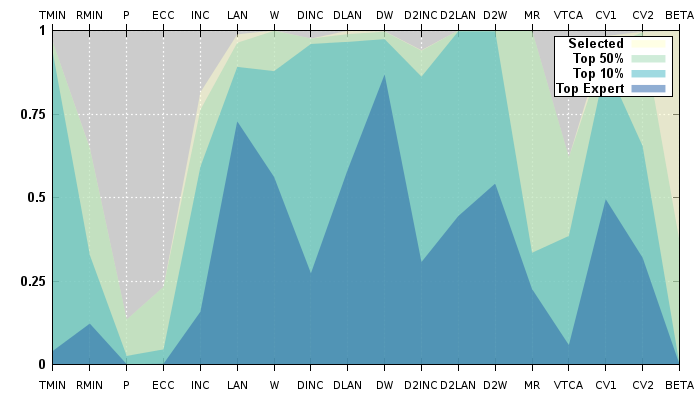 TMIN RMIN P ECC INC LAN W DINC DLAN DW D2INC D2LAN D2W MR VTCA CV1 CV2 BETA
1
Selected
Top 50%
Top 10%
Top Expert
0.75
0.5
0.25
0
TMIN RMIN P ECC INC LAN W DINC DLAN DW D2INC D2LAN D2W MR VTCA CV1 CV2 BETA